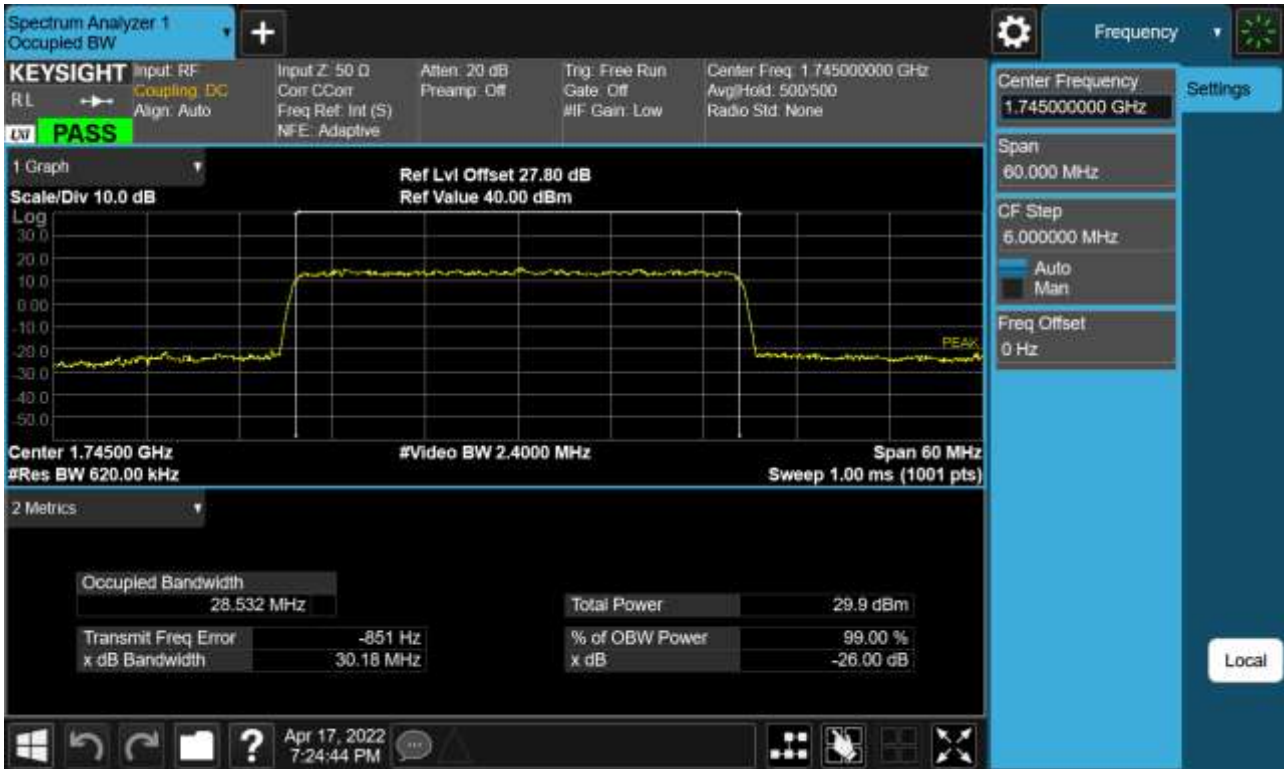 Spectrum Analyzer 1
Occupied BW
+
Frequency
KEYSIGHT
RL
LXI
PASS
Input: RF
Coupling: DC
Align: Auto
Input Z: 50 Ω
Corr CCorr
Freq Ref: Int (S)
NFE: Adaptive
Atten: 20 dB
Preamp: Off
Trig: Free Run
Gate: Off
#IF Gain: Low
Center Freq: 1.745000000 GHz
Avg|Hold: 500/500
Radio Std: None
Center Frequency
1.745000000 GHz
Settings
Span
60.000 MHz
CF Step
6.000000 MHz
Auto
Man
Freq Offset
0 Hz
Local
1 Graph
Scale/Div 10.0 dB
Ref Lvl Offset 27.80 dB
Ref Value 40.00 dBm
Log
30.0
20.0
10.0
0.00
-10.0
-20.0
-30.0
-40.0
-50.0
PEAK
Center 1.74500 GHz
#Video BW 2.4000 MHz
Span 60 MHz
#Res BW 620.00 kHz
Sweep 1.00 ms (1001 pts)
2 Metrics
Occupied Bandwidth
28.532 MHz
Total Power 29.9 dBm
Transmit Freq Error -851 Hz
% of OBW Power 99.00 %
x dB Bandwidth 30.18 MHz
x dB -26.00 dB
?
Apr 17, 2022
7:24:44 PM